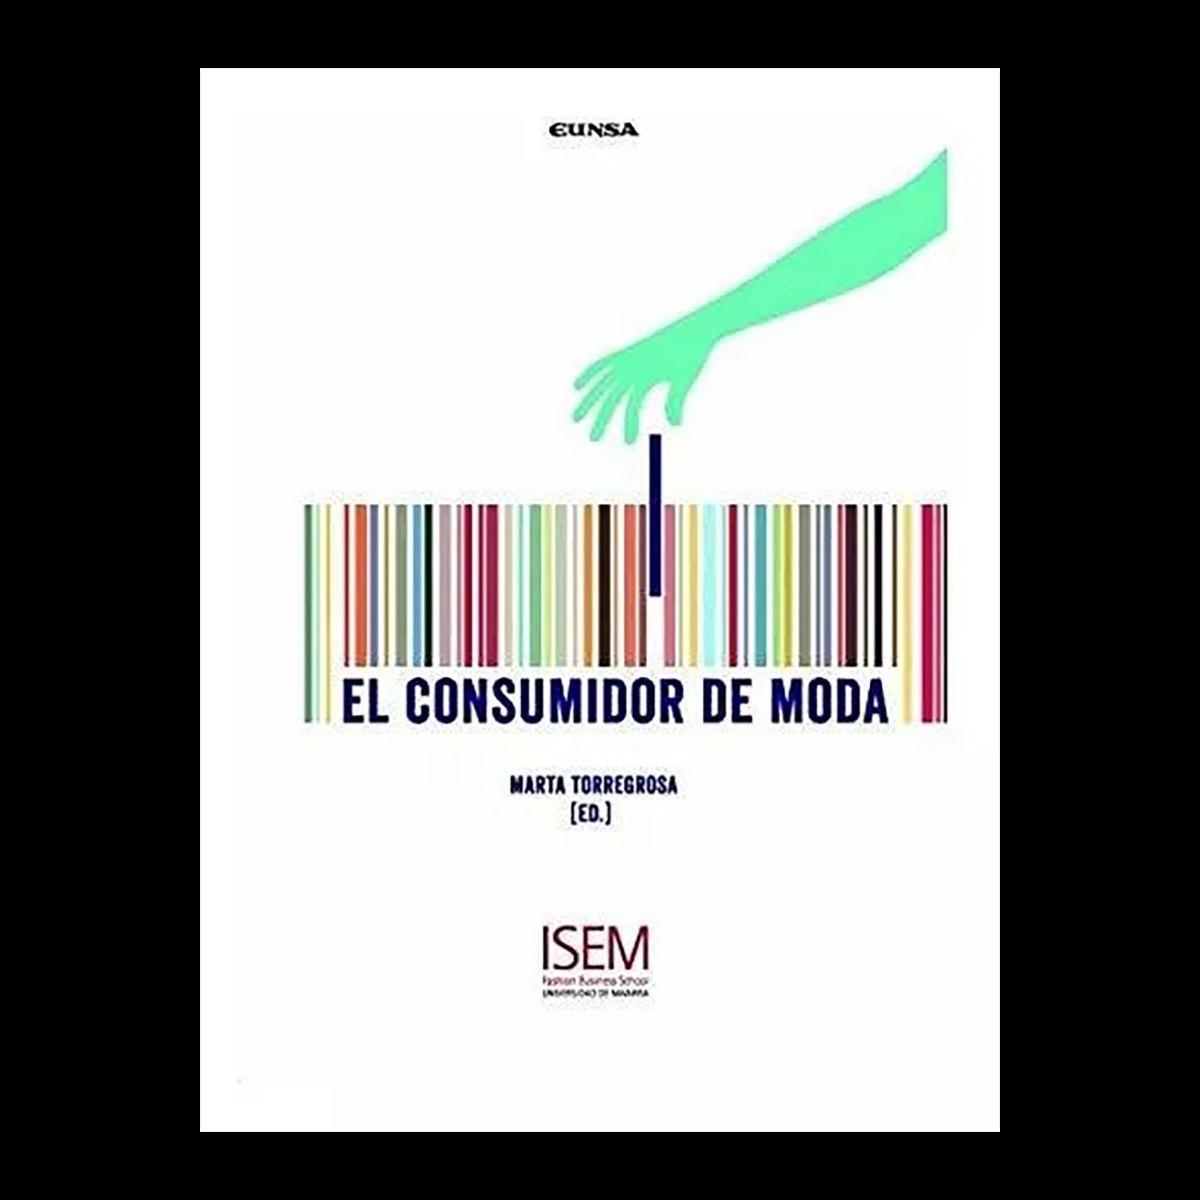 EUNSA
EL CONSUMIDOR DE MODA
MARTA TORREGROSA
[ED.]
ISEM
Fashion Business School
UNIVERSIDAD DE NAVARRA